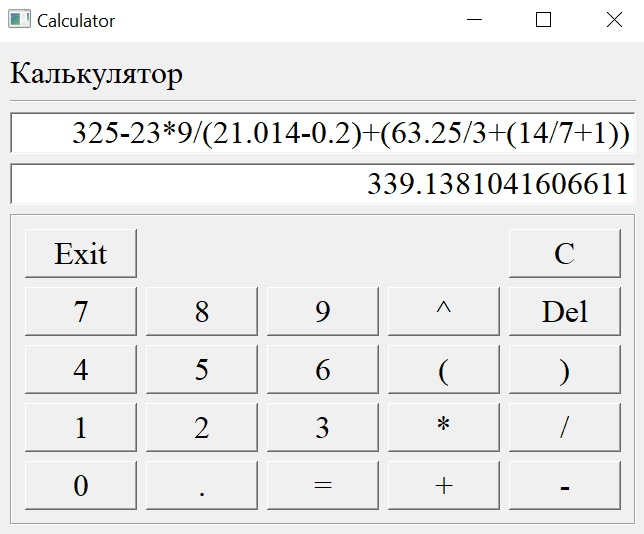 Calculator
Калькулятор
325-23*9/(21.014-0.2)+(63.25/3+(14/7+1))
339.1381041606611
Exit C
7 8 9 ^ Del
4 5 6 ( )
1 2 3 * /
0 . = + -